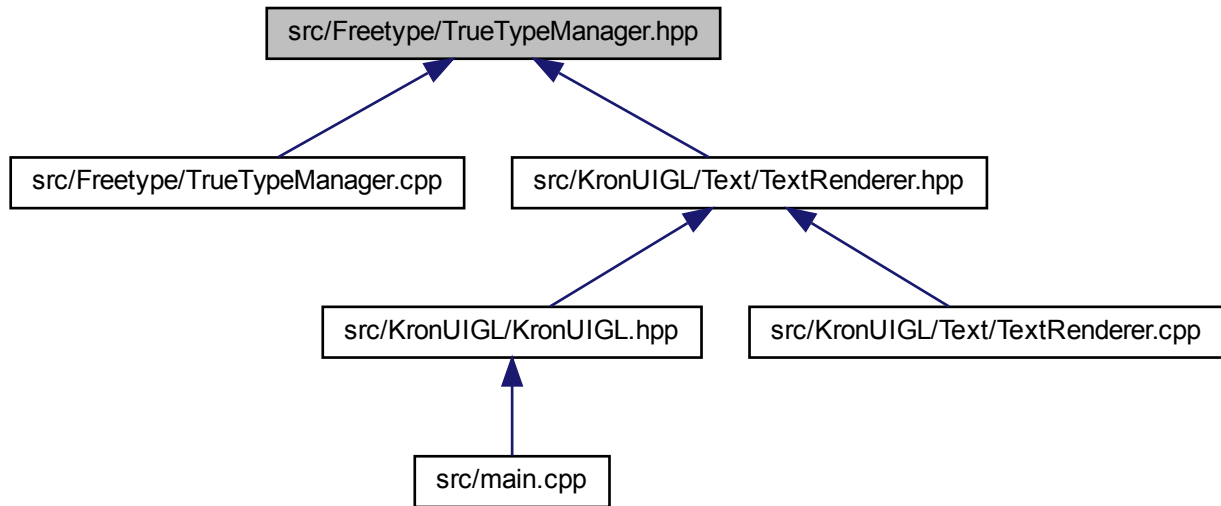 src/Freetype/TrueTypeManager.hpp
src/Freetype/TrueTypeManager.cpp
src/KronUIGL/Text/TextRenderer.hpp
src/KronUIGL/KronUIGL.hpp
src/KronUIGL/Text/TextRenderer.cpp
src/main.cpp